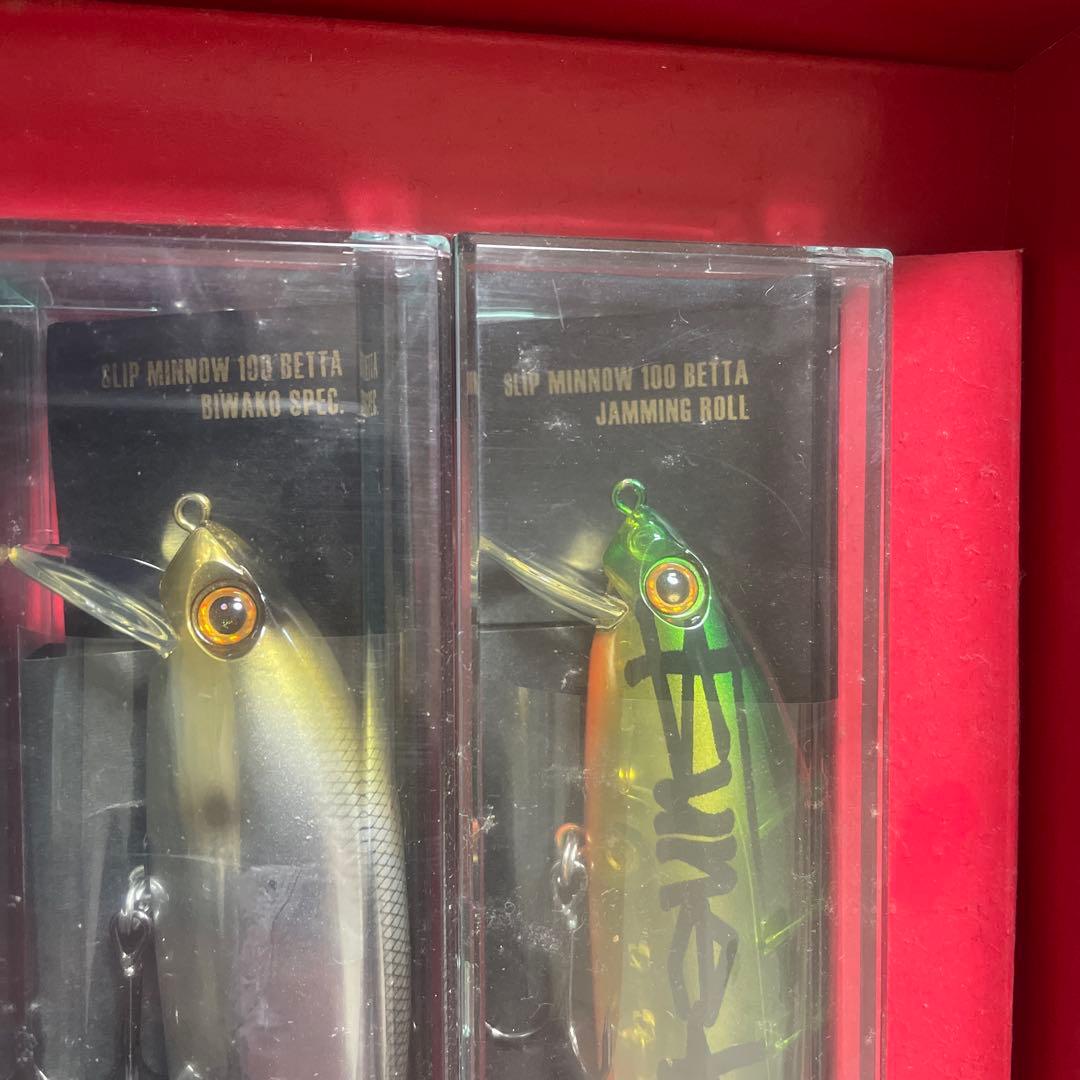 SLIP MINNOW 100 BETTA
BIWAKO SPEC.
SLIP MINNOW 100 BETTA
JAMMING ROLL